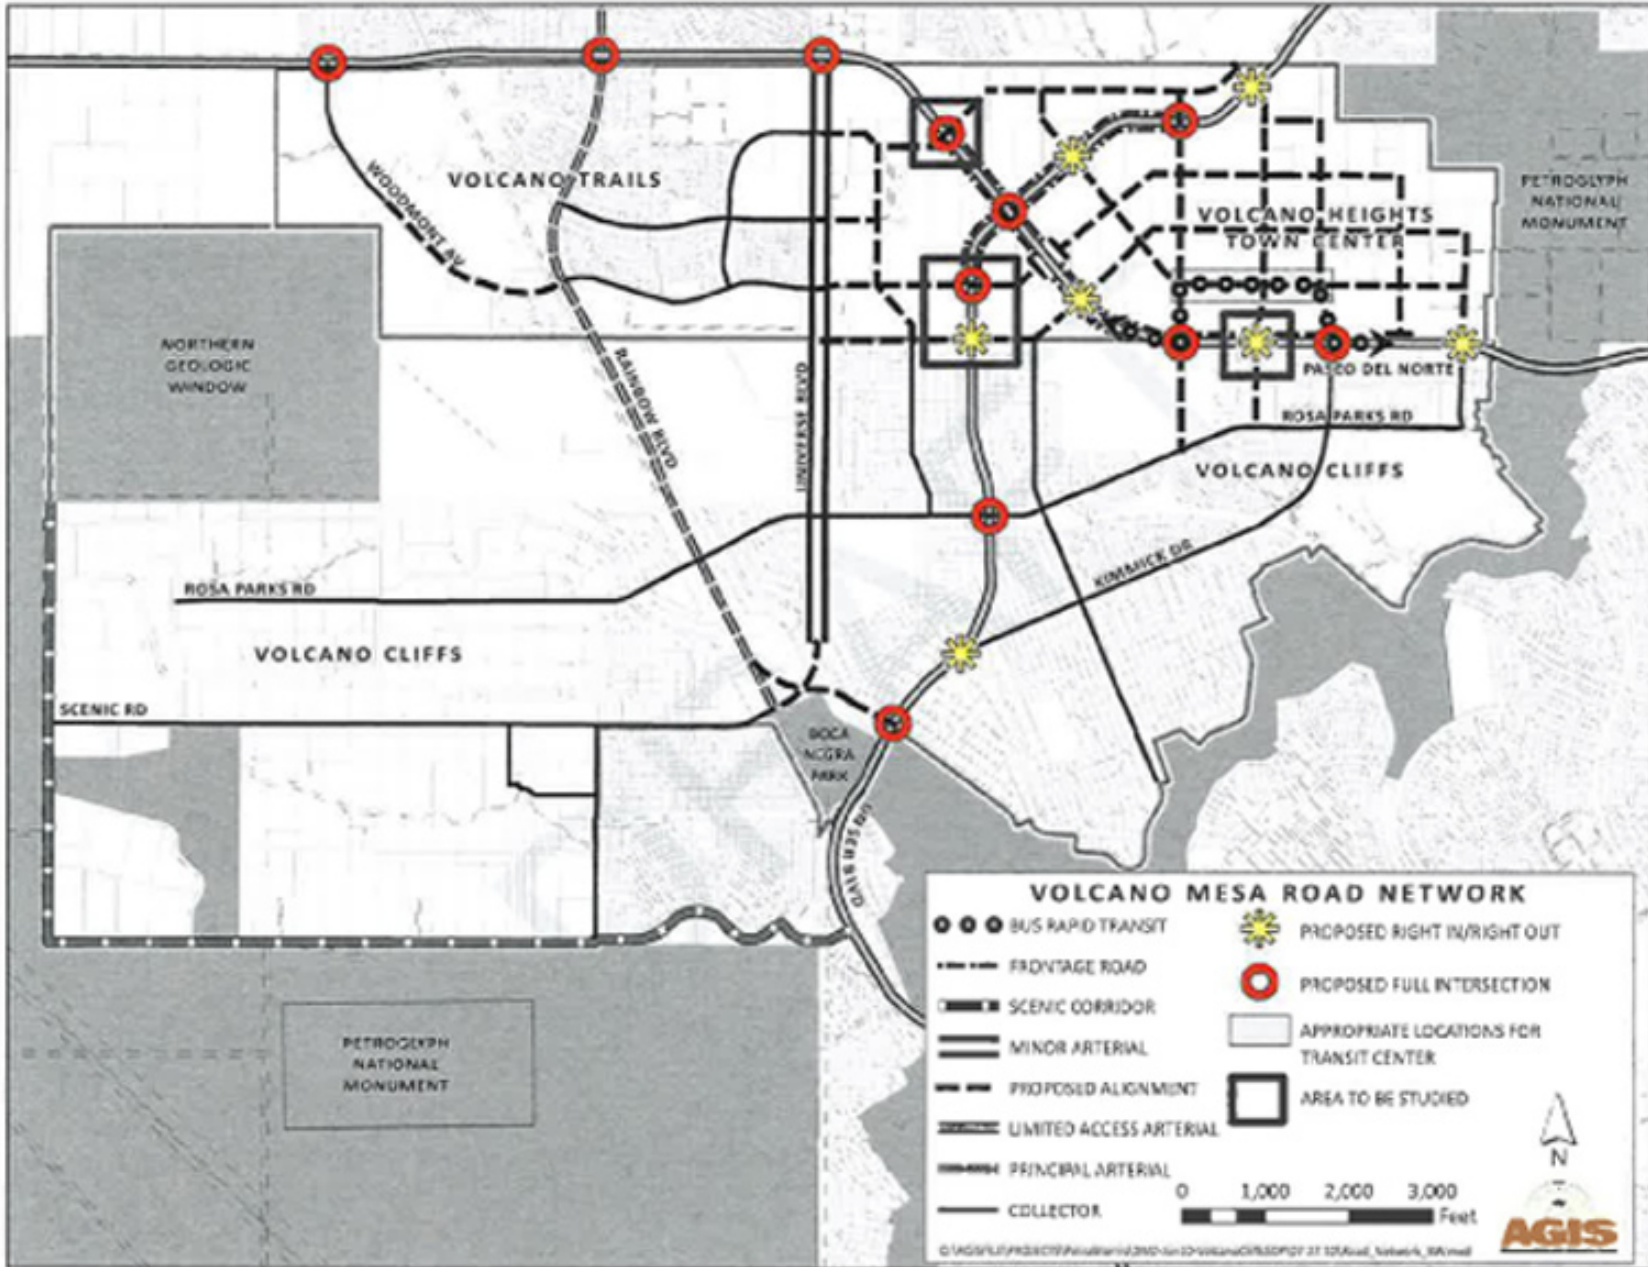 VOLCANO TRAILS
WOODMONT AV
VOLCANO HEIGHTS
TOWN CENTER
PETROGLYPH
NATIONAL
MONUMENT
NORTHERN
GEOLOGIC
WINDOW
RAINBOW BLVD
UNIVERSE BLVD
PASEO DEL NORTE
ROSA PARKS RD
VOLCANO CLIFFS
KIMMICK DR
ROSA PARKS RD
VOLCANO CLIFFS
SCENIC RD
BOCA
NEGRA
PARK
UNSER BLVD
PETROGLYPH
NATIONAL
MONUMENT
VOLCANO MESA ROAD NETWORK
BUS RAPID TRANSIT
FRONTAGE ROAD
SCENIC CORRIDOR
MINOR ARTERIAL
PROPOSED ALIGNMENT
LIMITED ACCESS ARTERIAL
PRINCIPAL ARTERIAL
COLLECTOR
PROPOSED RIGHT IN/RIGHT OUT
PROPOSED FULL INTERSECTION
APPROPRIATE LOCATIONS FOR
TRANSIT CENTER
AREA TO BE STUDIED
N
0 1,000 2,000 3,000
Feet
AGIS